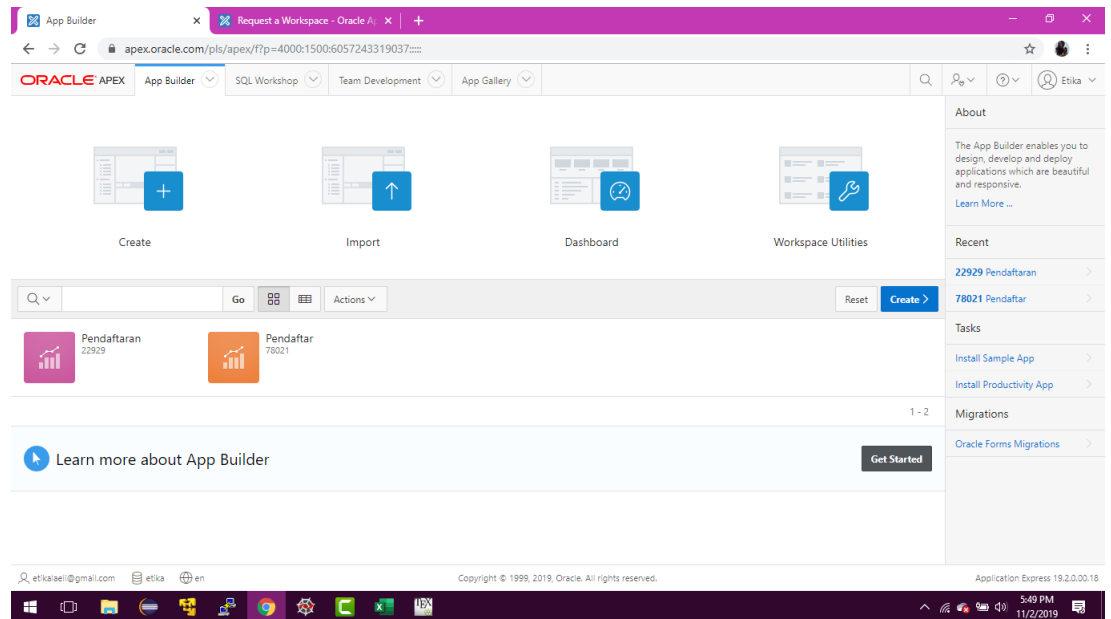 App Builder
Request a Workspace - Oracle Ap
apex.oracle.com/pls/apex/f?p=4000:1500:6057243319037:::::
ORACLE APEX App Builder SQL Workshop Team Development App Gallery Etika
Create
Import
Dashboard
Workspace Utilities
Go
Actions
Reset
Create
Pendaftaran
22929
Pendaftar
78021
1 - 2
Learn more about App Builder
Get Started
About
The App Builder enables you to
design, develop and deploy
applications which are beautiful
and responsive.
Learn More ...
Recent
22929 Pendaftaran
78021 Pendaftar
Tasks
Install Sample App
Install Productivity App
Migrations
Oracle Forms Migrations
etika en
Copyright © 1999, 2019, Oracle. All rights reserved.
Application Express 19.2.0.00.18
TEX
5:49 PM
11/2/2019